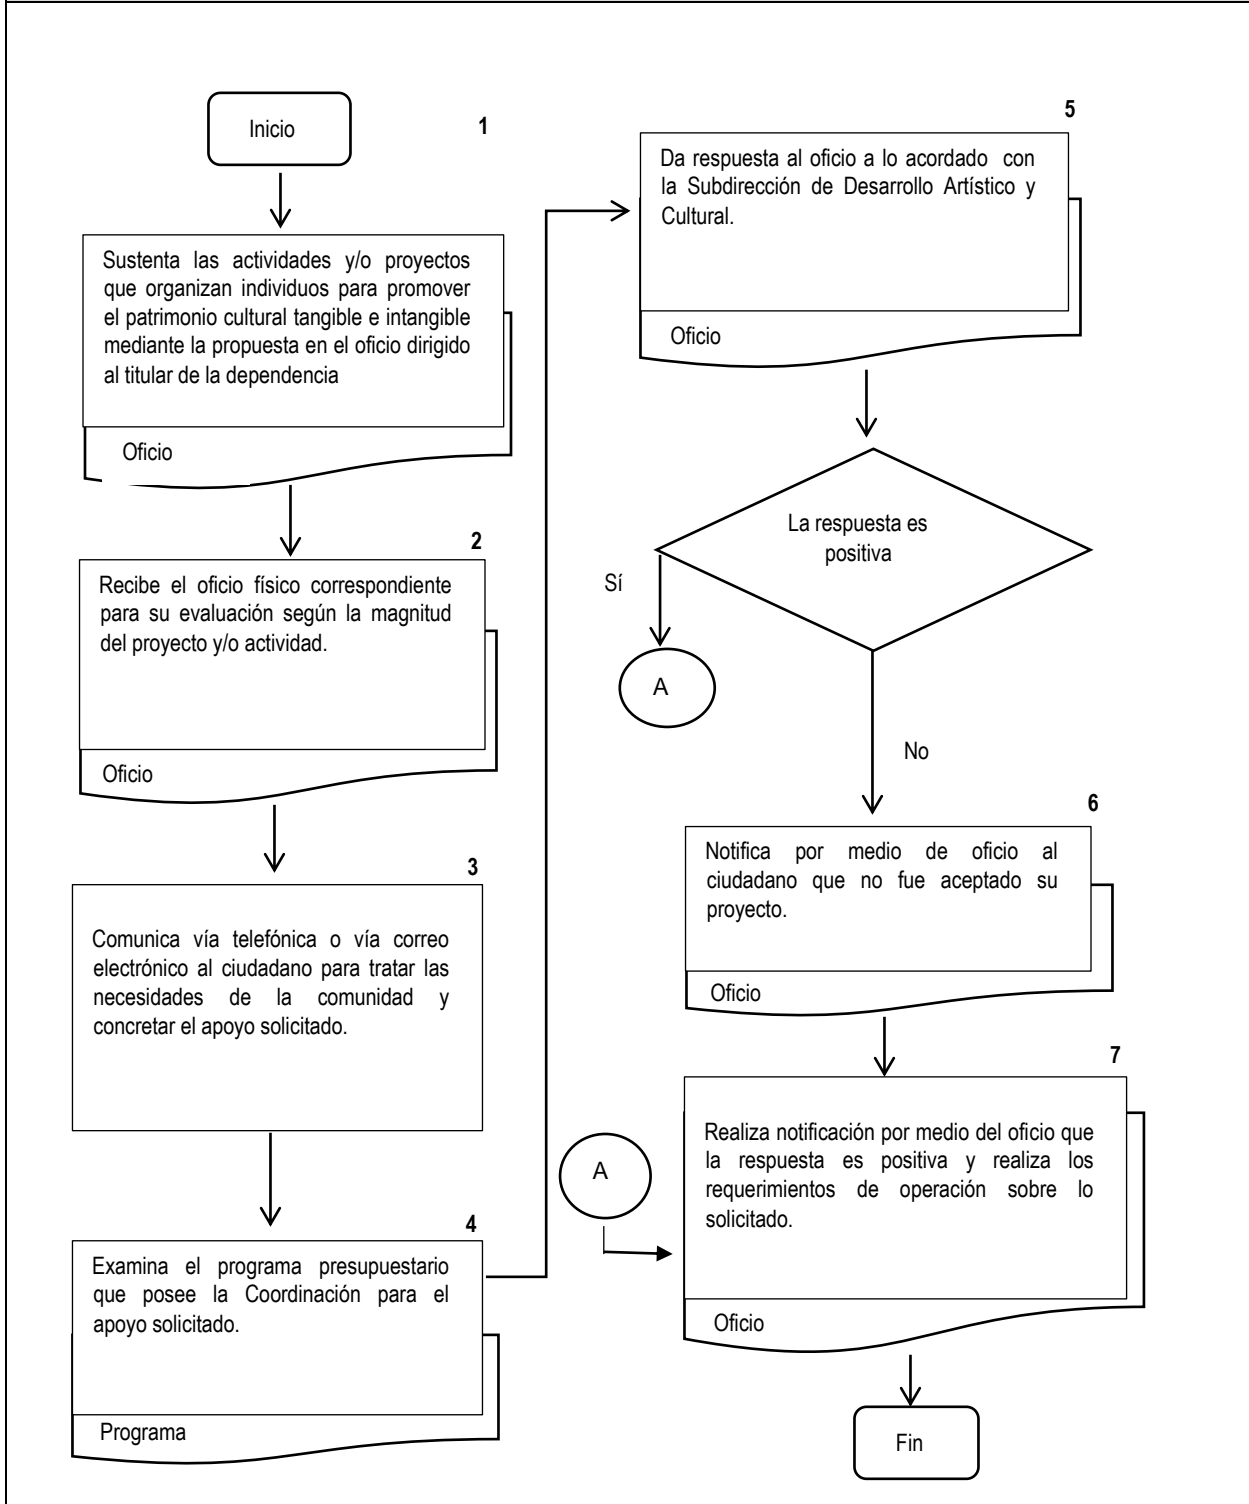 Inicio
1
Sustenta las actividades y/o proyectos
que organizan individuos para promover
el patrimonio cultural tangible e intangible
mediante la propuesta en el oficio dirigido
al titular de la dependencia
Oficio
2
Recibe el oficio físico correspondiente
para su evaluación según la magnitud
del proyecto y/o actividad.
Oficio
3
Comunica vía telefónica o vía correo
electrónico al ciudadano para tratar las
necesidades de la comunidad y
concretar el apoyo solicitado.
4
Examina el programa presupuestario
que posee la Coordinación para el
apoyo solicitado.
Programa
5
Da respuesta al oficio a lo acordado con
la Subdirección de Desarrollo Artístico y
Cultural.
Oficio
La respuesta es
positiva
Sí
A
No
6
Notifica por medio de oficio al
ciudadano que no fue aceptado su
proyecto.
Oficio
7
A
Realiza notificación por medio del oficio que
la respuesta es positiva y realiza los
requerimientos de operación sobre lo
solicitado.
Oficio
Fin